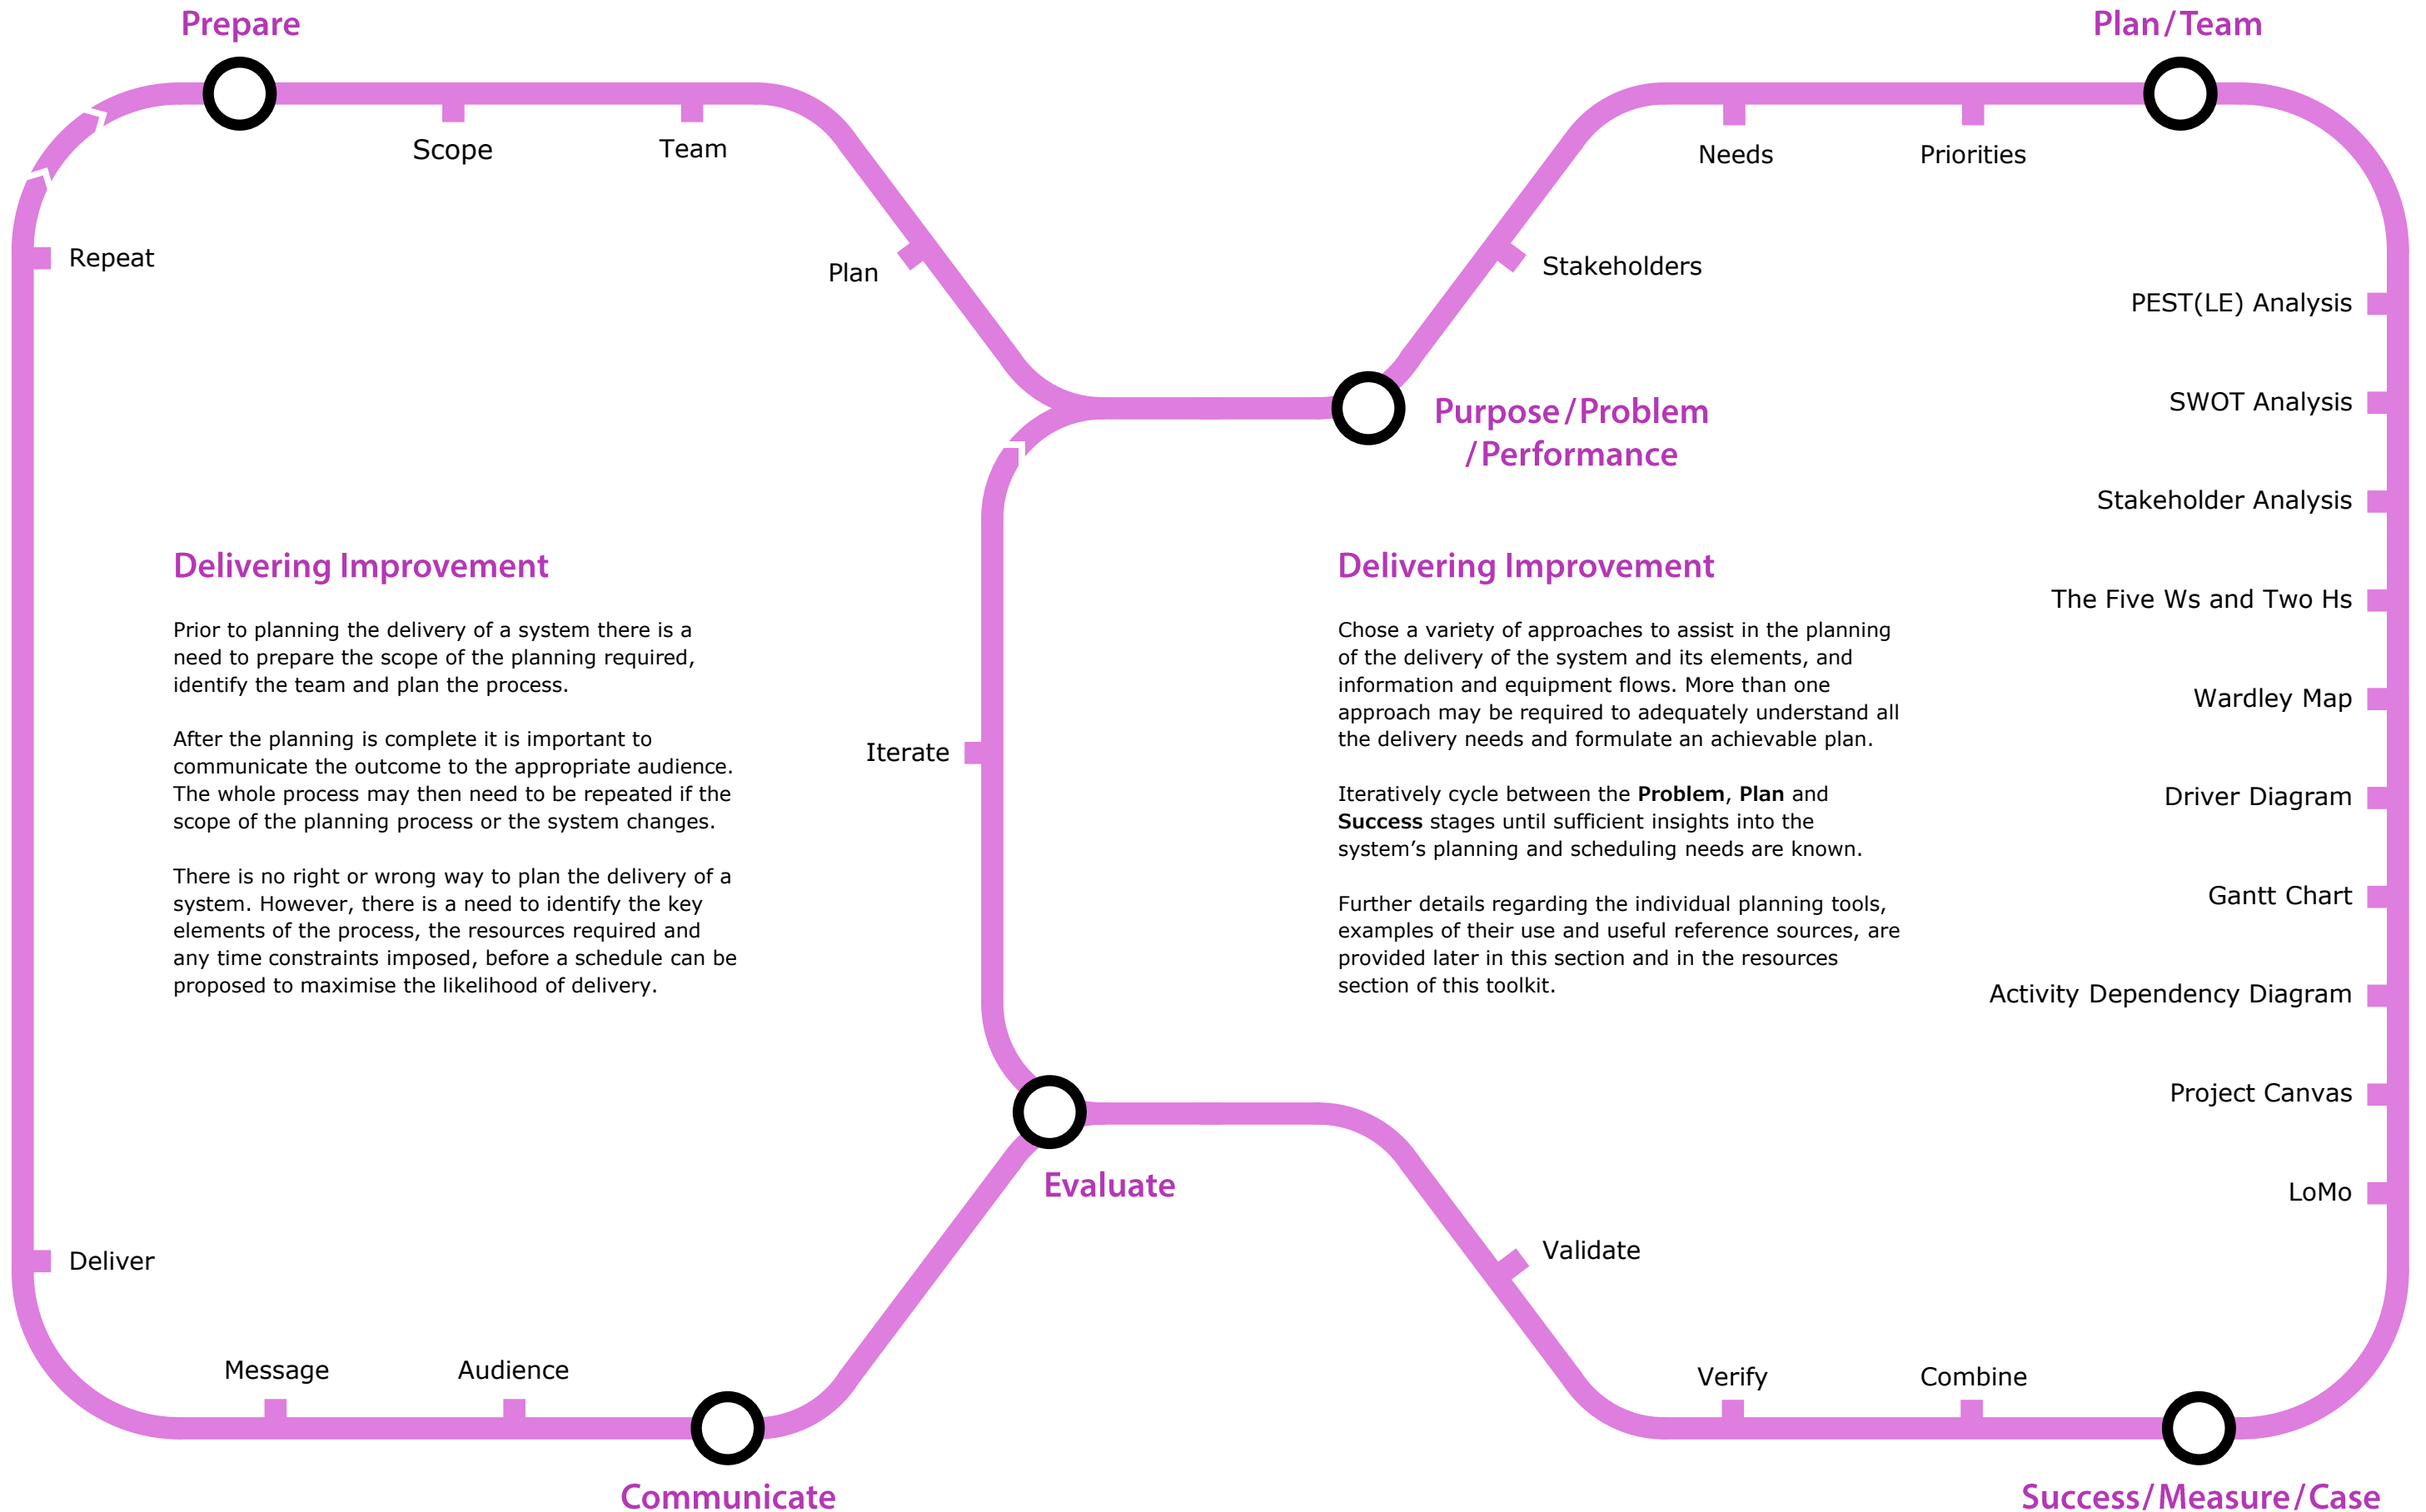 Prepare
Plan/Team
Scope
Team
Needs
Priorities
Repeat
Plan
Stakeholders
PEST(LE) Analysis
SWOT Analysis
Purpose/Problem
/Performance
Stakeholder Analysis
The Five Ws and Two Hs
Wardley Map
Driver Diagram
Gantt Chart
Activity Dependency Diagram
Project Canvas
LoMo
Delivering Improvement
Prior to planning the delivery of a system there is a
need to prepare the scope of the planning required,
identify the team and plan the process.
After the planning is complete it is important to
communicate the outcome to the appropriate audience.
The whole process may then need to be repeated if the
scope of the planning process or the system changes.
There is no right or wrong way to plan the delivery of a
system. However, there is a need to identify the key
elements of the process, the resources required and
any time constraints imposed, before a schedule can be
proposed to maximise the likelihood of delivery.
Iterate
Delivering Improvement
Chose a variety of approaches to assist in the planning
of the delivery of the system and its elements, and
information and equipment flows. More than one
approach may be required to adequately understand all
the delivery needs and formulate an achievable plan.
Iteratively cycle between the Problem, Plan and
Success stages until sufficient insights into the
system's planning and scheduling needs are known.
Further details regarding the individual planning tools,
examples of their use and useful reference sources, are
provided later in this section and in the resources
section of this toolkit.
Evaluate
Deliver
Validate
Message
Audience
Verify
Combine
Communicate
Success/Measure/Case